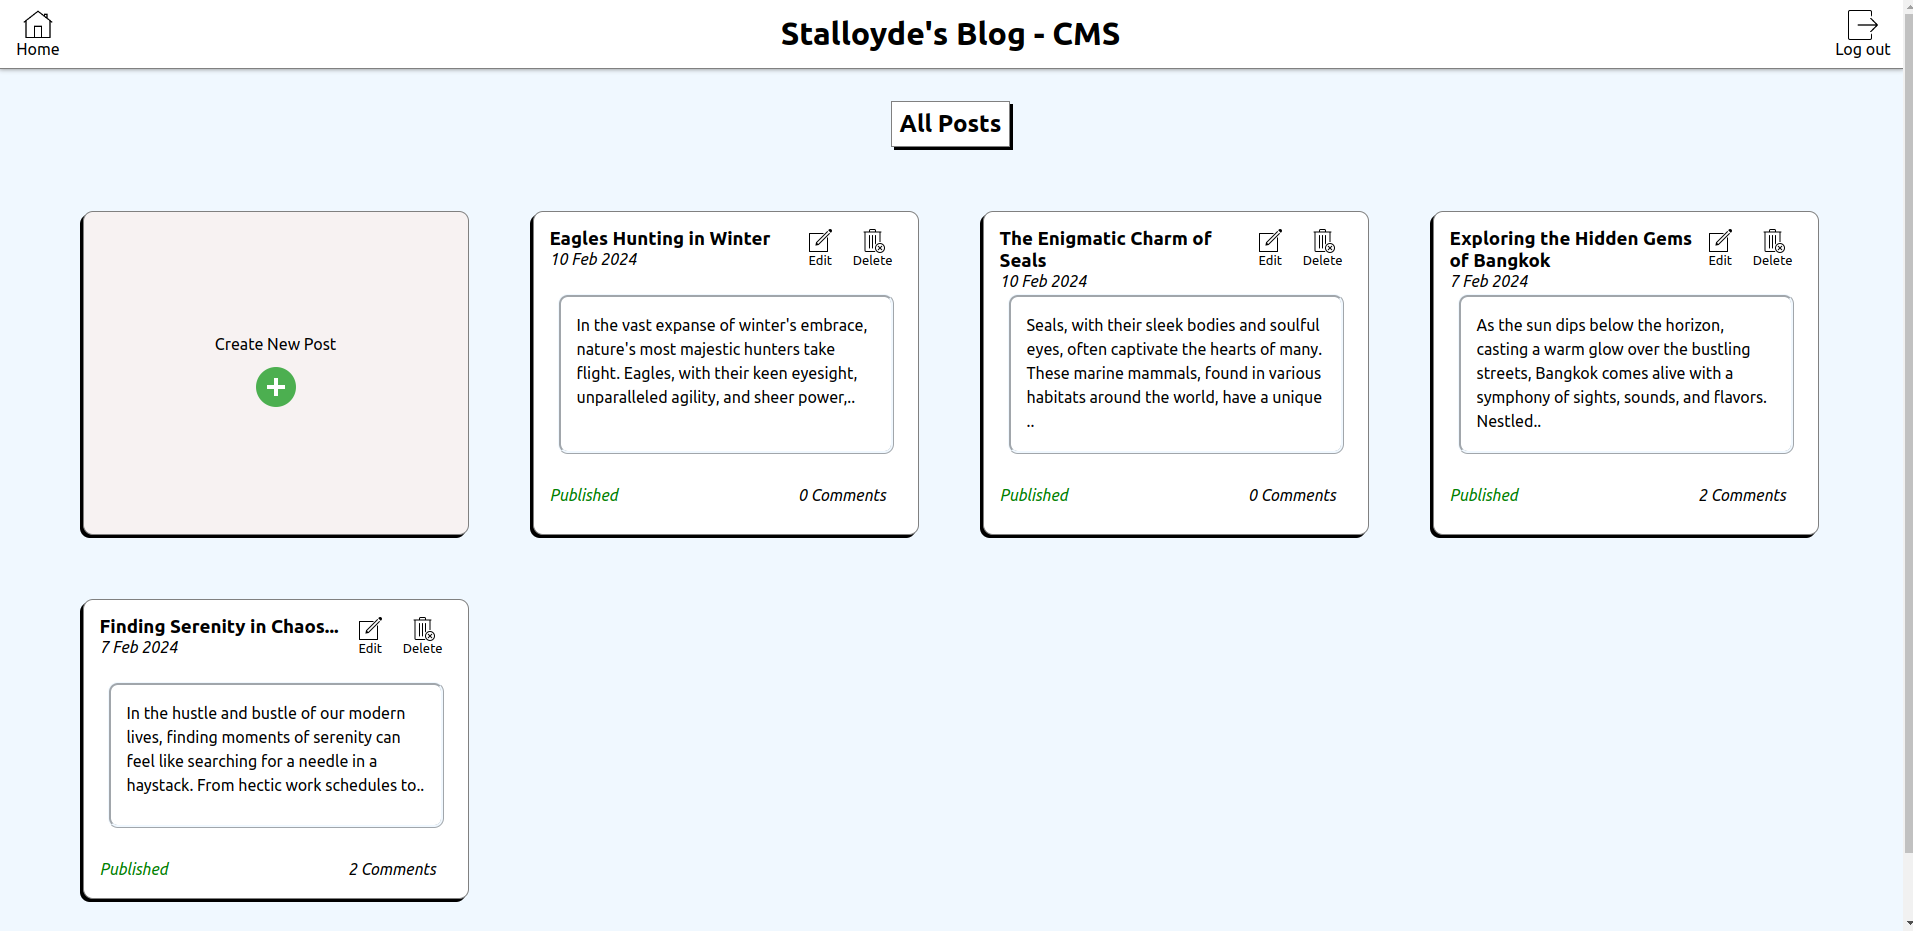 Home
Stalloyde's Blog - CMS
Log out
All Posts
Create New Post
Eagles Hunting in Winter
10 Feb 2024
Edit
Delete
In the vast expanse of winter's embrace,
nature's most majestic hunters take
flight. Eagles, with their keen eyesight,
unparalleled agility, and sheer power,..
Published
0 Comments
The Enigmatic Charm of
Seals
10 Feb 2024
Edit
Delete
Seals, with their sleek bodies and soulful
eyes, often captivate the hearts of many.
These marine mammals, found in various
habitats around the world, have a unique
..
Published
0 Comments
Exploring the Hidden Gems
of Bangkok
7 Feb 2024
Edit
Delete
As the sun dips below the horizon,
casting a warm glow over the bustling
streets, Bangkok comes alive with a
symphony of sights, sounds, and flavors.
Nestled..
Published
2 Comments
Finding Serenity in Chaos...
7 Feb 2024
Edit
Delete
In the hustle and bustle of our modern
lives, finding moments of serenity can
feel like searching for a needle in a
haystack. From hectic work schedules to..
Published
2 Comments